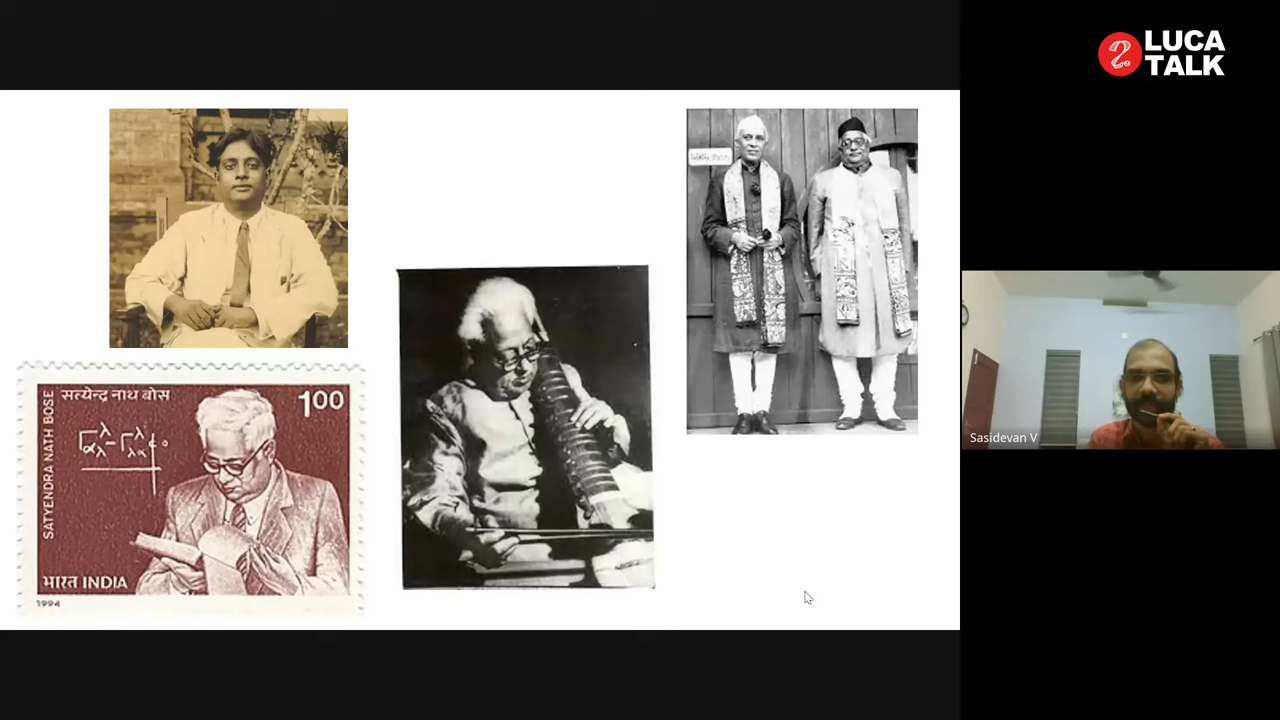 LUCA
TALK
सत्येन्द्र नाथ बोस
1.00
SATYENDRA NATH BOSE
भारत INDIA
1994
Sasidevan V